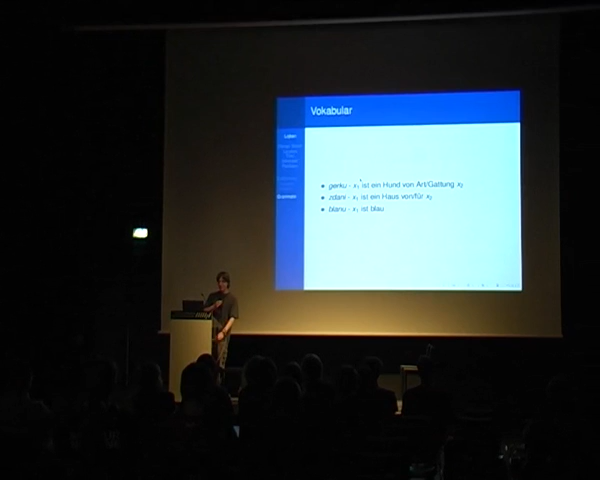 Vokabular
Lojban
• gerku - x₁ ist ein Hund von Art/Gattung x₂
• zdani - x₁ ist ein Haus von/für x₂
• blanu - x₁ ist blau